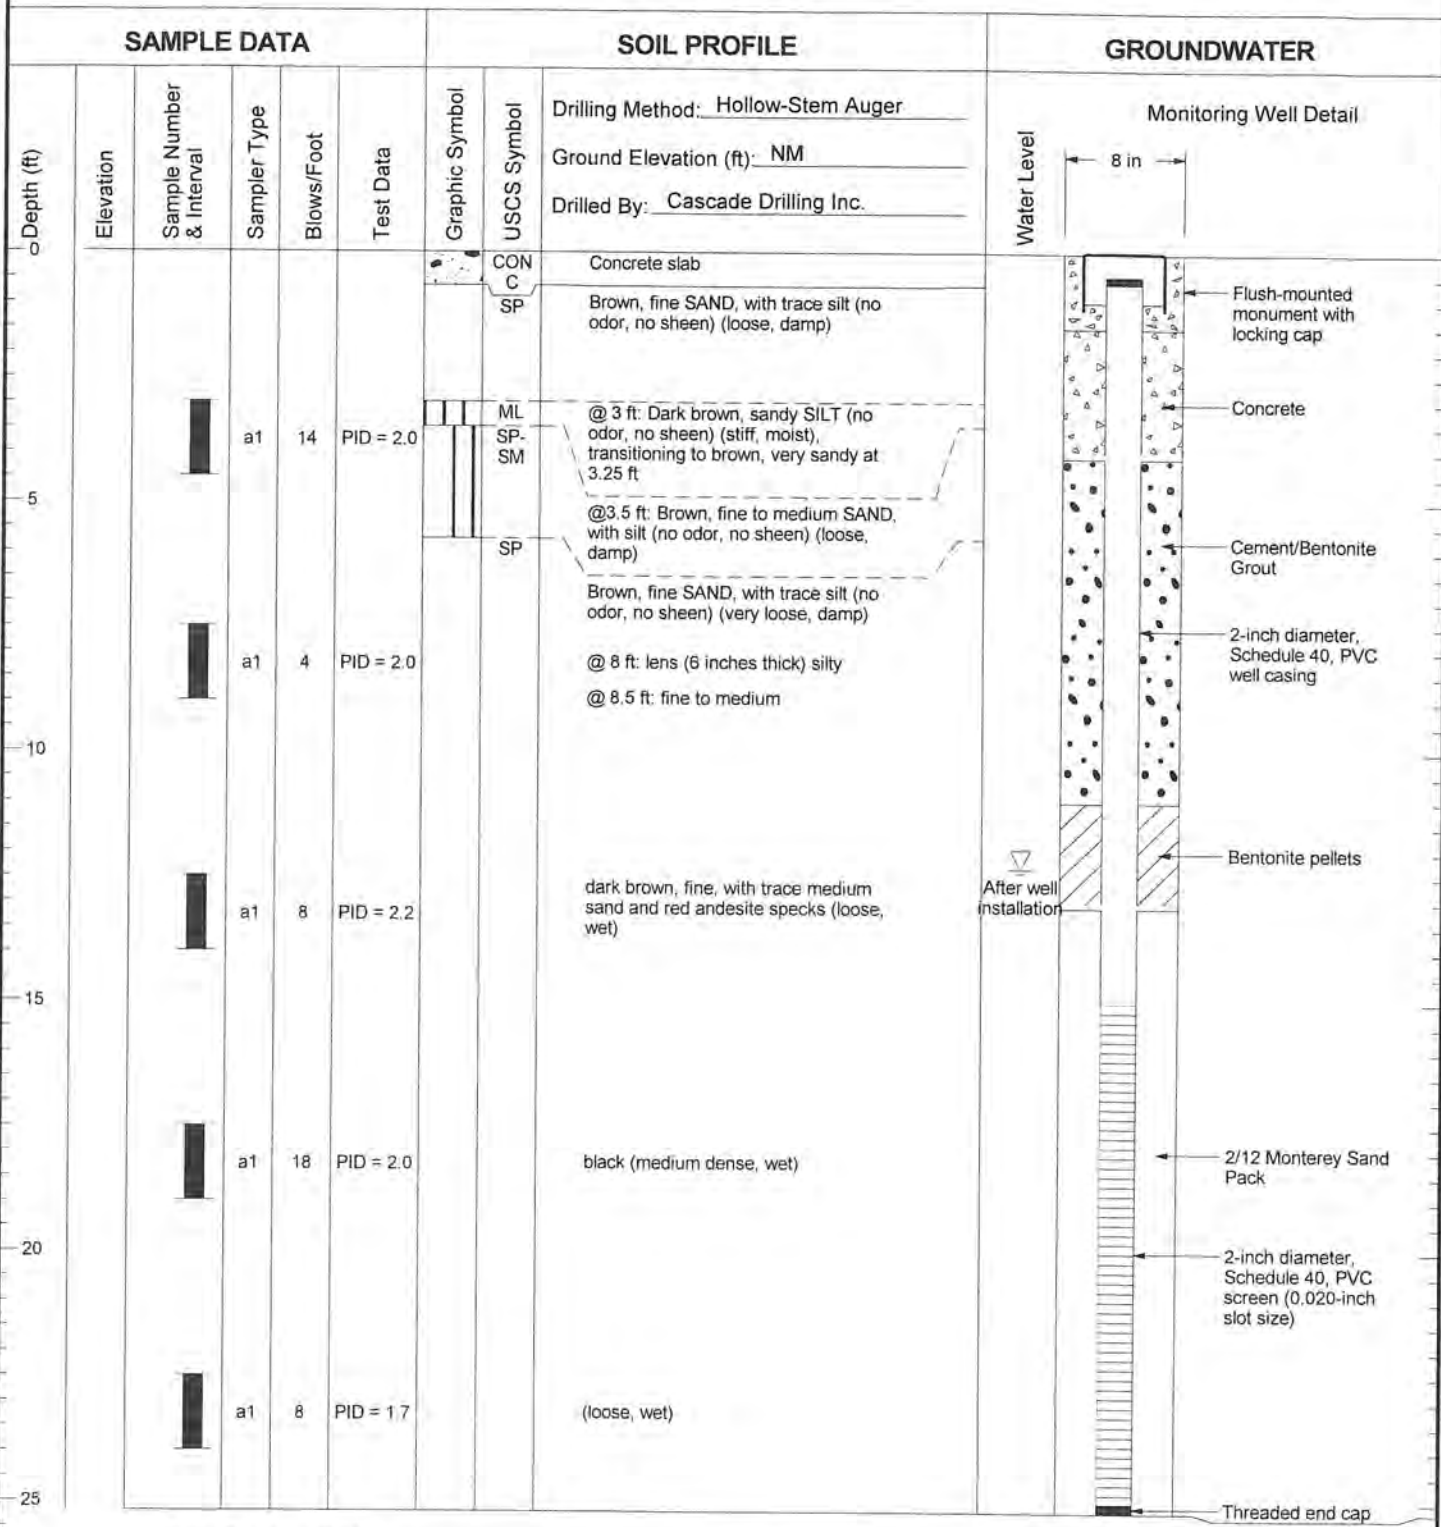 SAMPLE DATA
SOIL PROFILE
GROUNDWATER
Depth (ft)
Elevation
Sample Number
& Interval
Sampler Type
Blows/Foot
Test Data
Graphic Symbol
USCS Symbol
Drilling Method: Hollow-Stem Auger
Ground Elevation (ft): NM
Drilled By: Cascade Drilling Inc.
Water Level
Monitoring Well Detail
8 in
0
CON
C
Concrete slab
SP
Brown, fine SAND, with trace silt (no
odor, no sheen) (loose, damp)
Flush-mounted
monument with
locking cap
a1
14
PID = 2.0
ML
@ 3 ft: Dark brown, sandy SILT (no
odor, no sheen) (stiff, moist),
transitioning to brown, very sandy at
3.25 ft
SP-
SM
Concrete
5
@3.5 ft: Brown, fine to medium SAND,
with silt (no odor, no sheen) (loose,
damp)
SP
Cement/Bentonite
Grout
Brown, fine SAND, with trace silt (no
odor, no sheen) (very loose, damp)
a1
4
PID = 2.0
@ 8 ft: lens (6 inches thick) silty
@ 8.5 ft: fine to medium
2-inch diameter,
Schedule 40, PVC
well casing
10
a1
8
PID = 2.2
dark brown, fine, with trace medium
sand and red andesite specks (loose,
wet)
After well
installation
Bentonite pellets
15
a1
18
PID = 2.0
black (medium dense, wet)
2/12 Monterey Sand
Pack
20
2-inch diameter,
Schedule 40, PVC
screen (0.020-inch
slot size)
a1
8
PID = 1.7
(loose, wet)
25
Threaded end cap